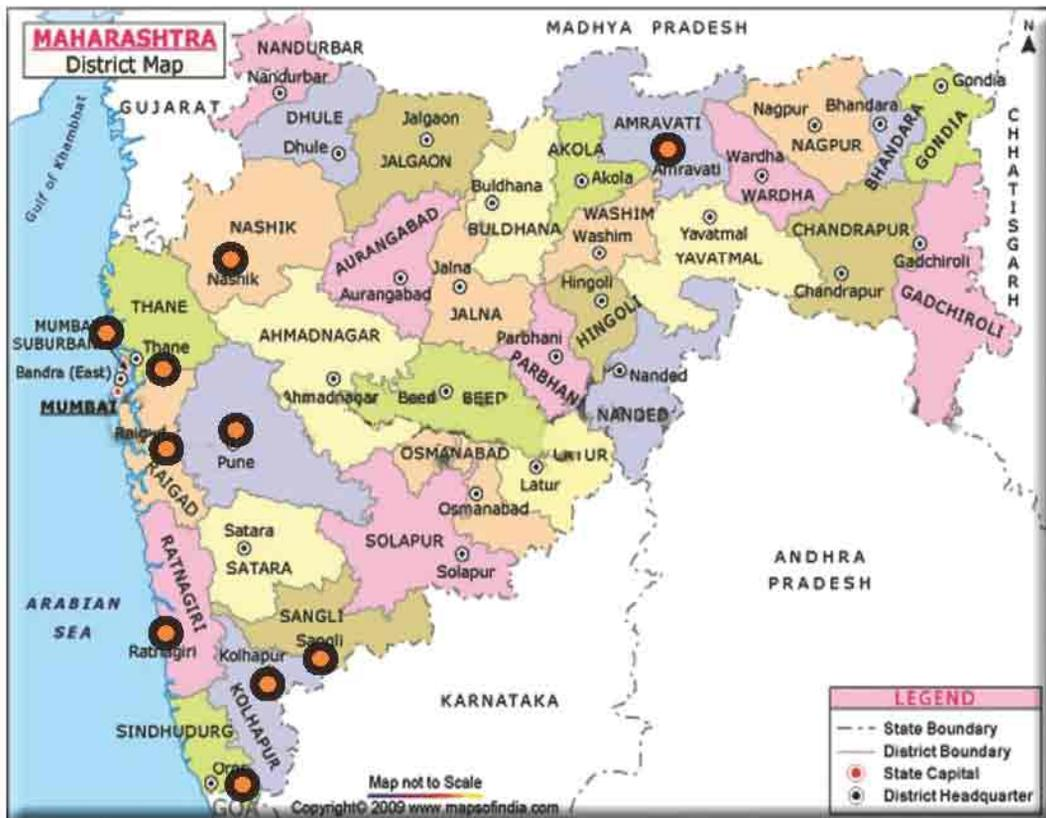 MAHARASHTRA
District Map
MADHYA PRADESH
N
NANDURBAR
Nandurbar
GUJARAT
Gulf of Khambhat
DHULE
Dhule
Jalgaon
JALGAON
Buldhana
BULDHANA
AKOLA
Akola
AMRAVATI
Amravati
WASHIM
Washim
Wardha
WARDHA
Nagpur
NAGPUR
Bhandara
BHANDARA
Gondia
GONDIA
CHHATISGARH
Yavatmal
YAVATMAL
CHANDRAPUR
Chandrapur
Gadchiroli
GADCHIROLI
NASHIK
Nashik
AURANGABAD
Aurangabad
Jalna
JALNA
Hingoli
HINGOLI
Parbhani
PARBHANI
Nanded
NANDED
THANE
Thane
MUMBAI
SUBURBAN
Bandra (East)
MUMBAI
AHMADNAGAR
Ahmadnagar
Beed
BEED
Pune
RAIGAD
OSMANABAD
Osmanabad
LATUR
Latur
Satara
SATARA
SOLAPUR
Solapur
RATNAGIRI
Ratnagiri
SANGLI
Sangli
Kolhapur
KOLHAPUR
SINDHUDURG
GOA
ARABIAN
SEA
ANDHRA
PRADESH
KARNATAKA
Map not to Scale
Copyright© 2009 www.mapsofindia.com
LEGEND
State Boundary
District Boundary
State Capital
District Headquarter